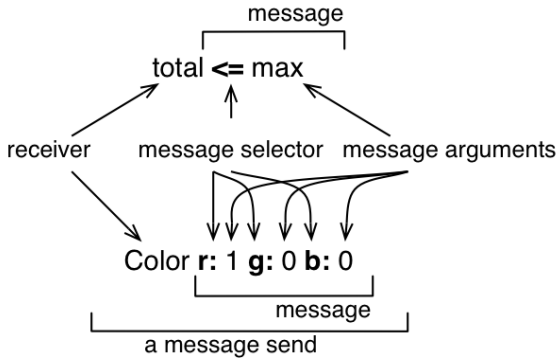 message
total <= max
receiver
message selector
message arguments
Color r: 1 g: 0 b: 0
message
a message send